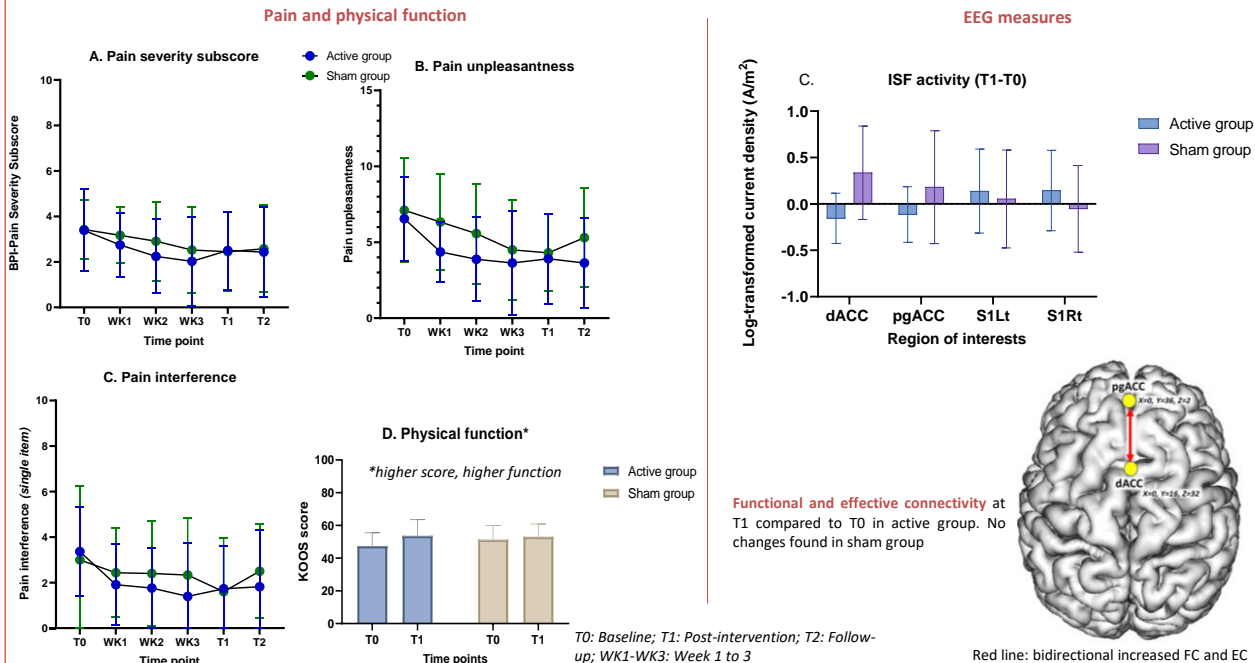 Pain and physical function
A. Pain severity subscore
Active group
Sham group
BPI-Pain Severity Subscore
10
8
6
4
2
0
T0 WK1 WK2 WK3 T1 T2
Time point
B. Pain unpleasantness
Pain unpleasantness
15
10
5
0
T0 WK1 WK2 WK3 T1 T2
Time point
C. Pain interference
Pain interference (single item)
10
8
6
4
2
0
T0 WK1 WK2 WK3 T1 T2
Time point
D. Physical function*
*higher score, higher function
Active group
Sham group
KOOS score
100
80
60
40
20
0
T0 T1 T0 T1
Time points
T0: Baseline; T1: Post-intervention; T2: Follow-
up; WK1-WK3: Week 1 to 3
EEG measures
C. ISF activity (T1-T0)
Log-transformed current density (A/m²)
1.0
0.5
0.0
-0.5
-1.0
dACC pgACC S1Lt S1Rt
Region of interests
Active group
Sham group
Functional and effective connectivity at
T1 compared to T0 in active group. No
changes found in sham group
pgACC
X=0, Y=36, Z=2
dACC
X=0, Y=16, Z=32
Red line: bidirectional increased FC and EC